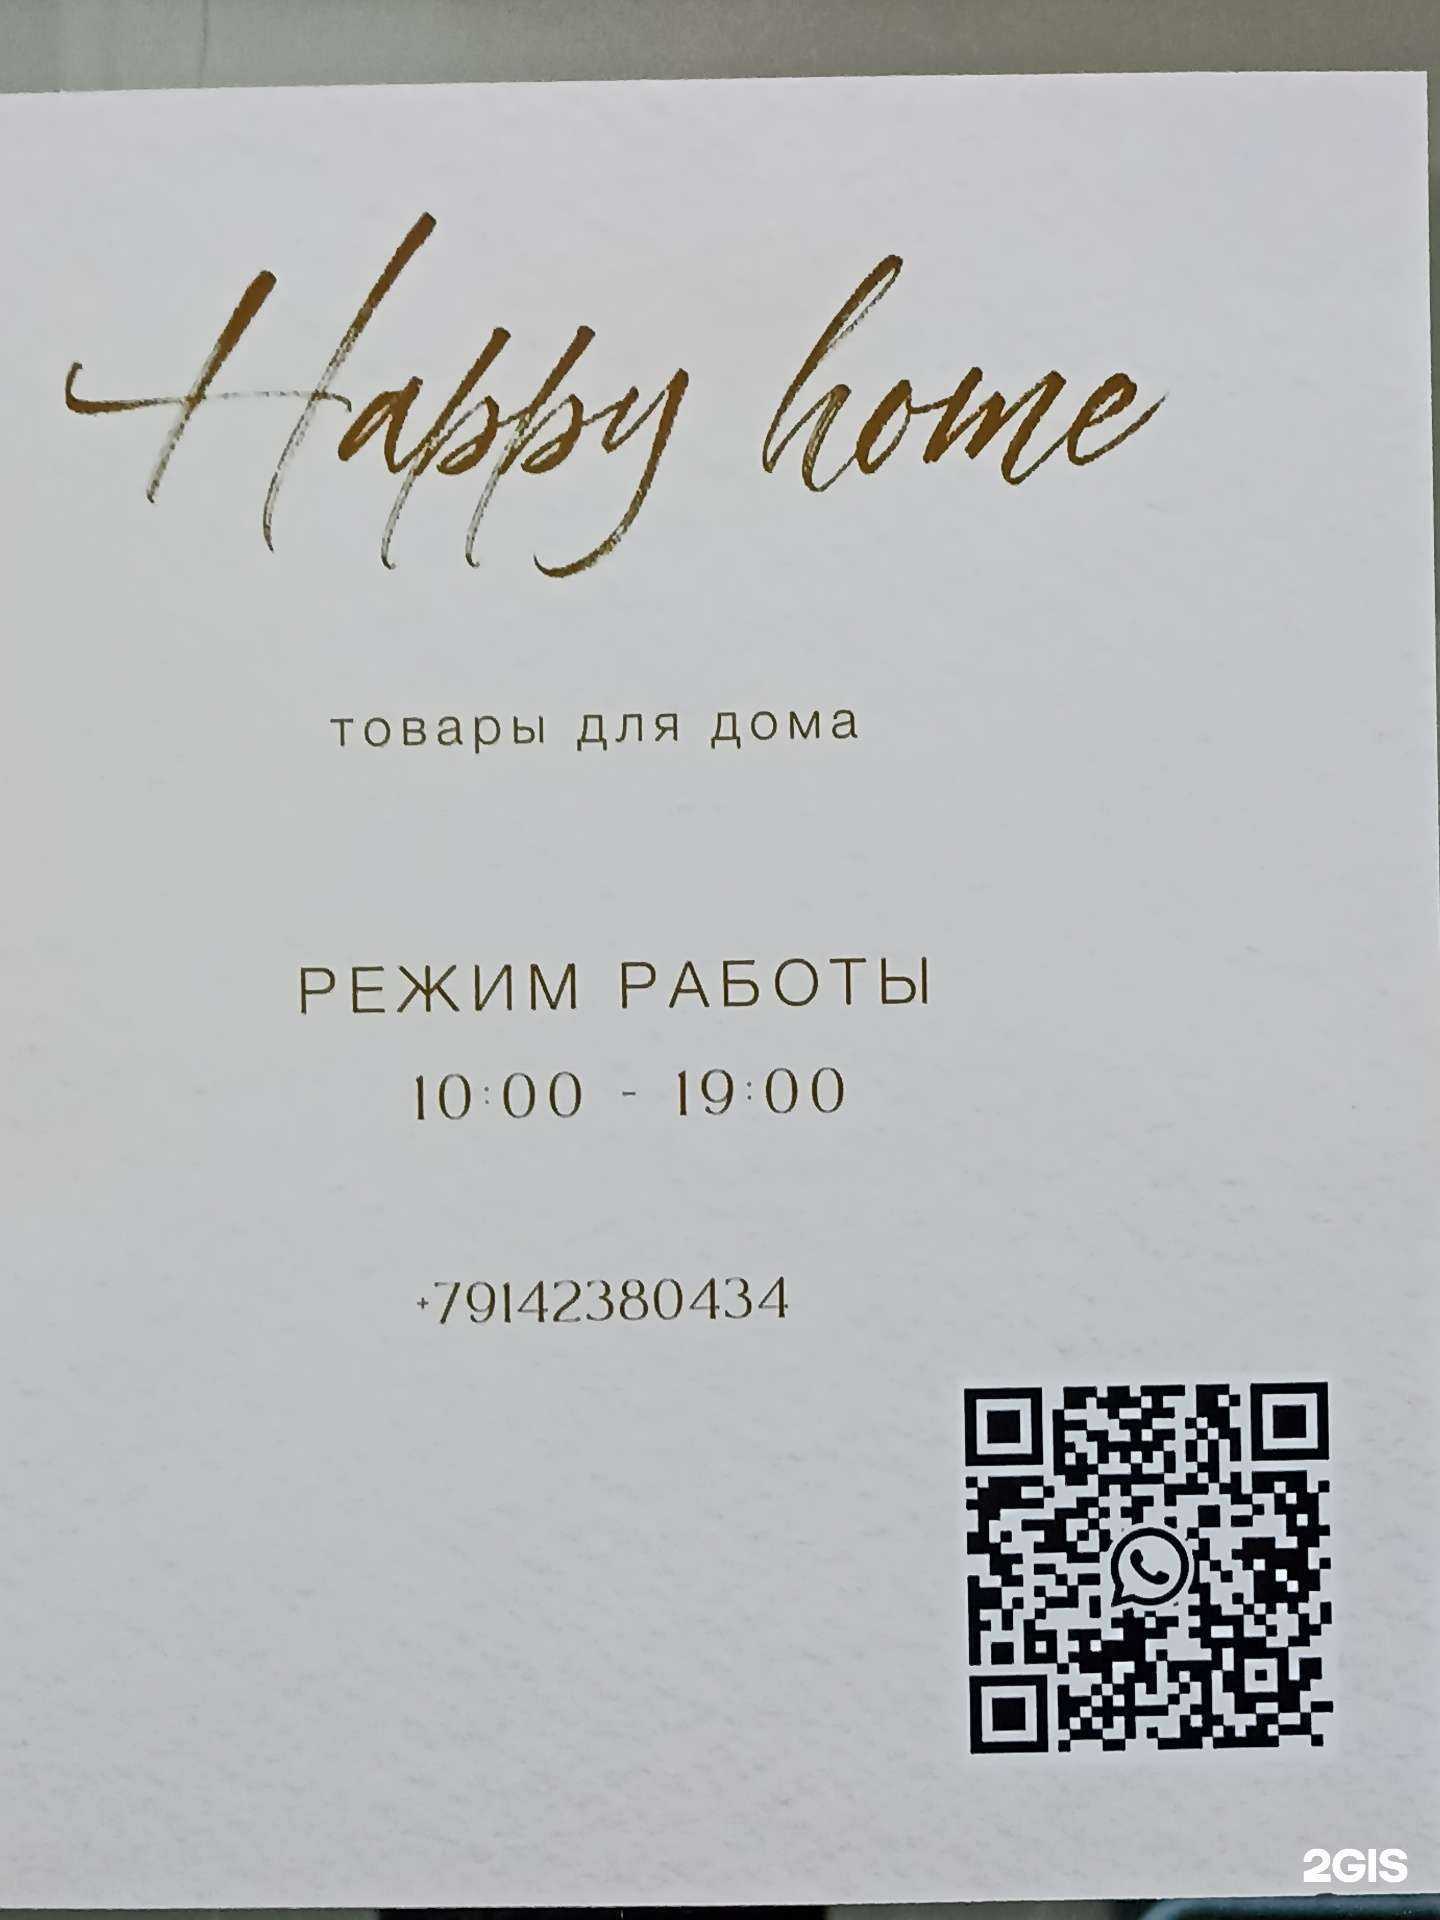 Happy home
товары для дома
РЕЖИМ РАБОТЫ
10:00 - 19:00
+79142380434
2GIS